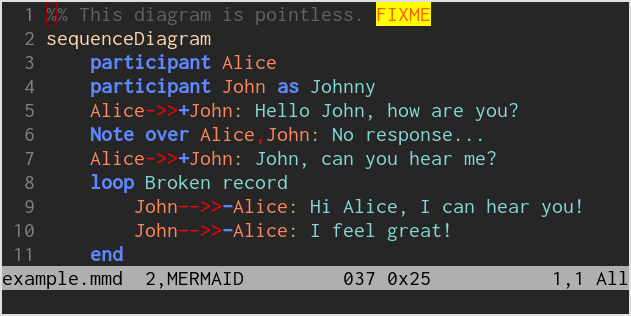 1 %% This diagram is pointless. FIXME
2 sequenceDiagram
3     participant Alice
4     participant John as Johnny
5     Alice->>+John: Hello John, how are you?
6     Note over Alice,John: No response...
7     Alice->>+John: John, can you hear me?
8     loop Broken record
9         John-->>-Alice: Hi Alice, I can hear you!
10         John-->>-Alice: I feel great!
11     end
example.mmd  2,MERMAID         037 0x25           1,1 All